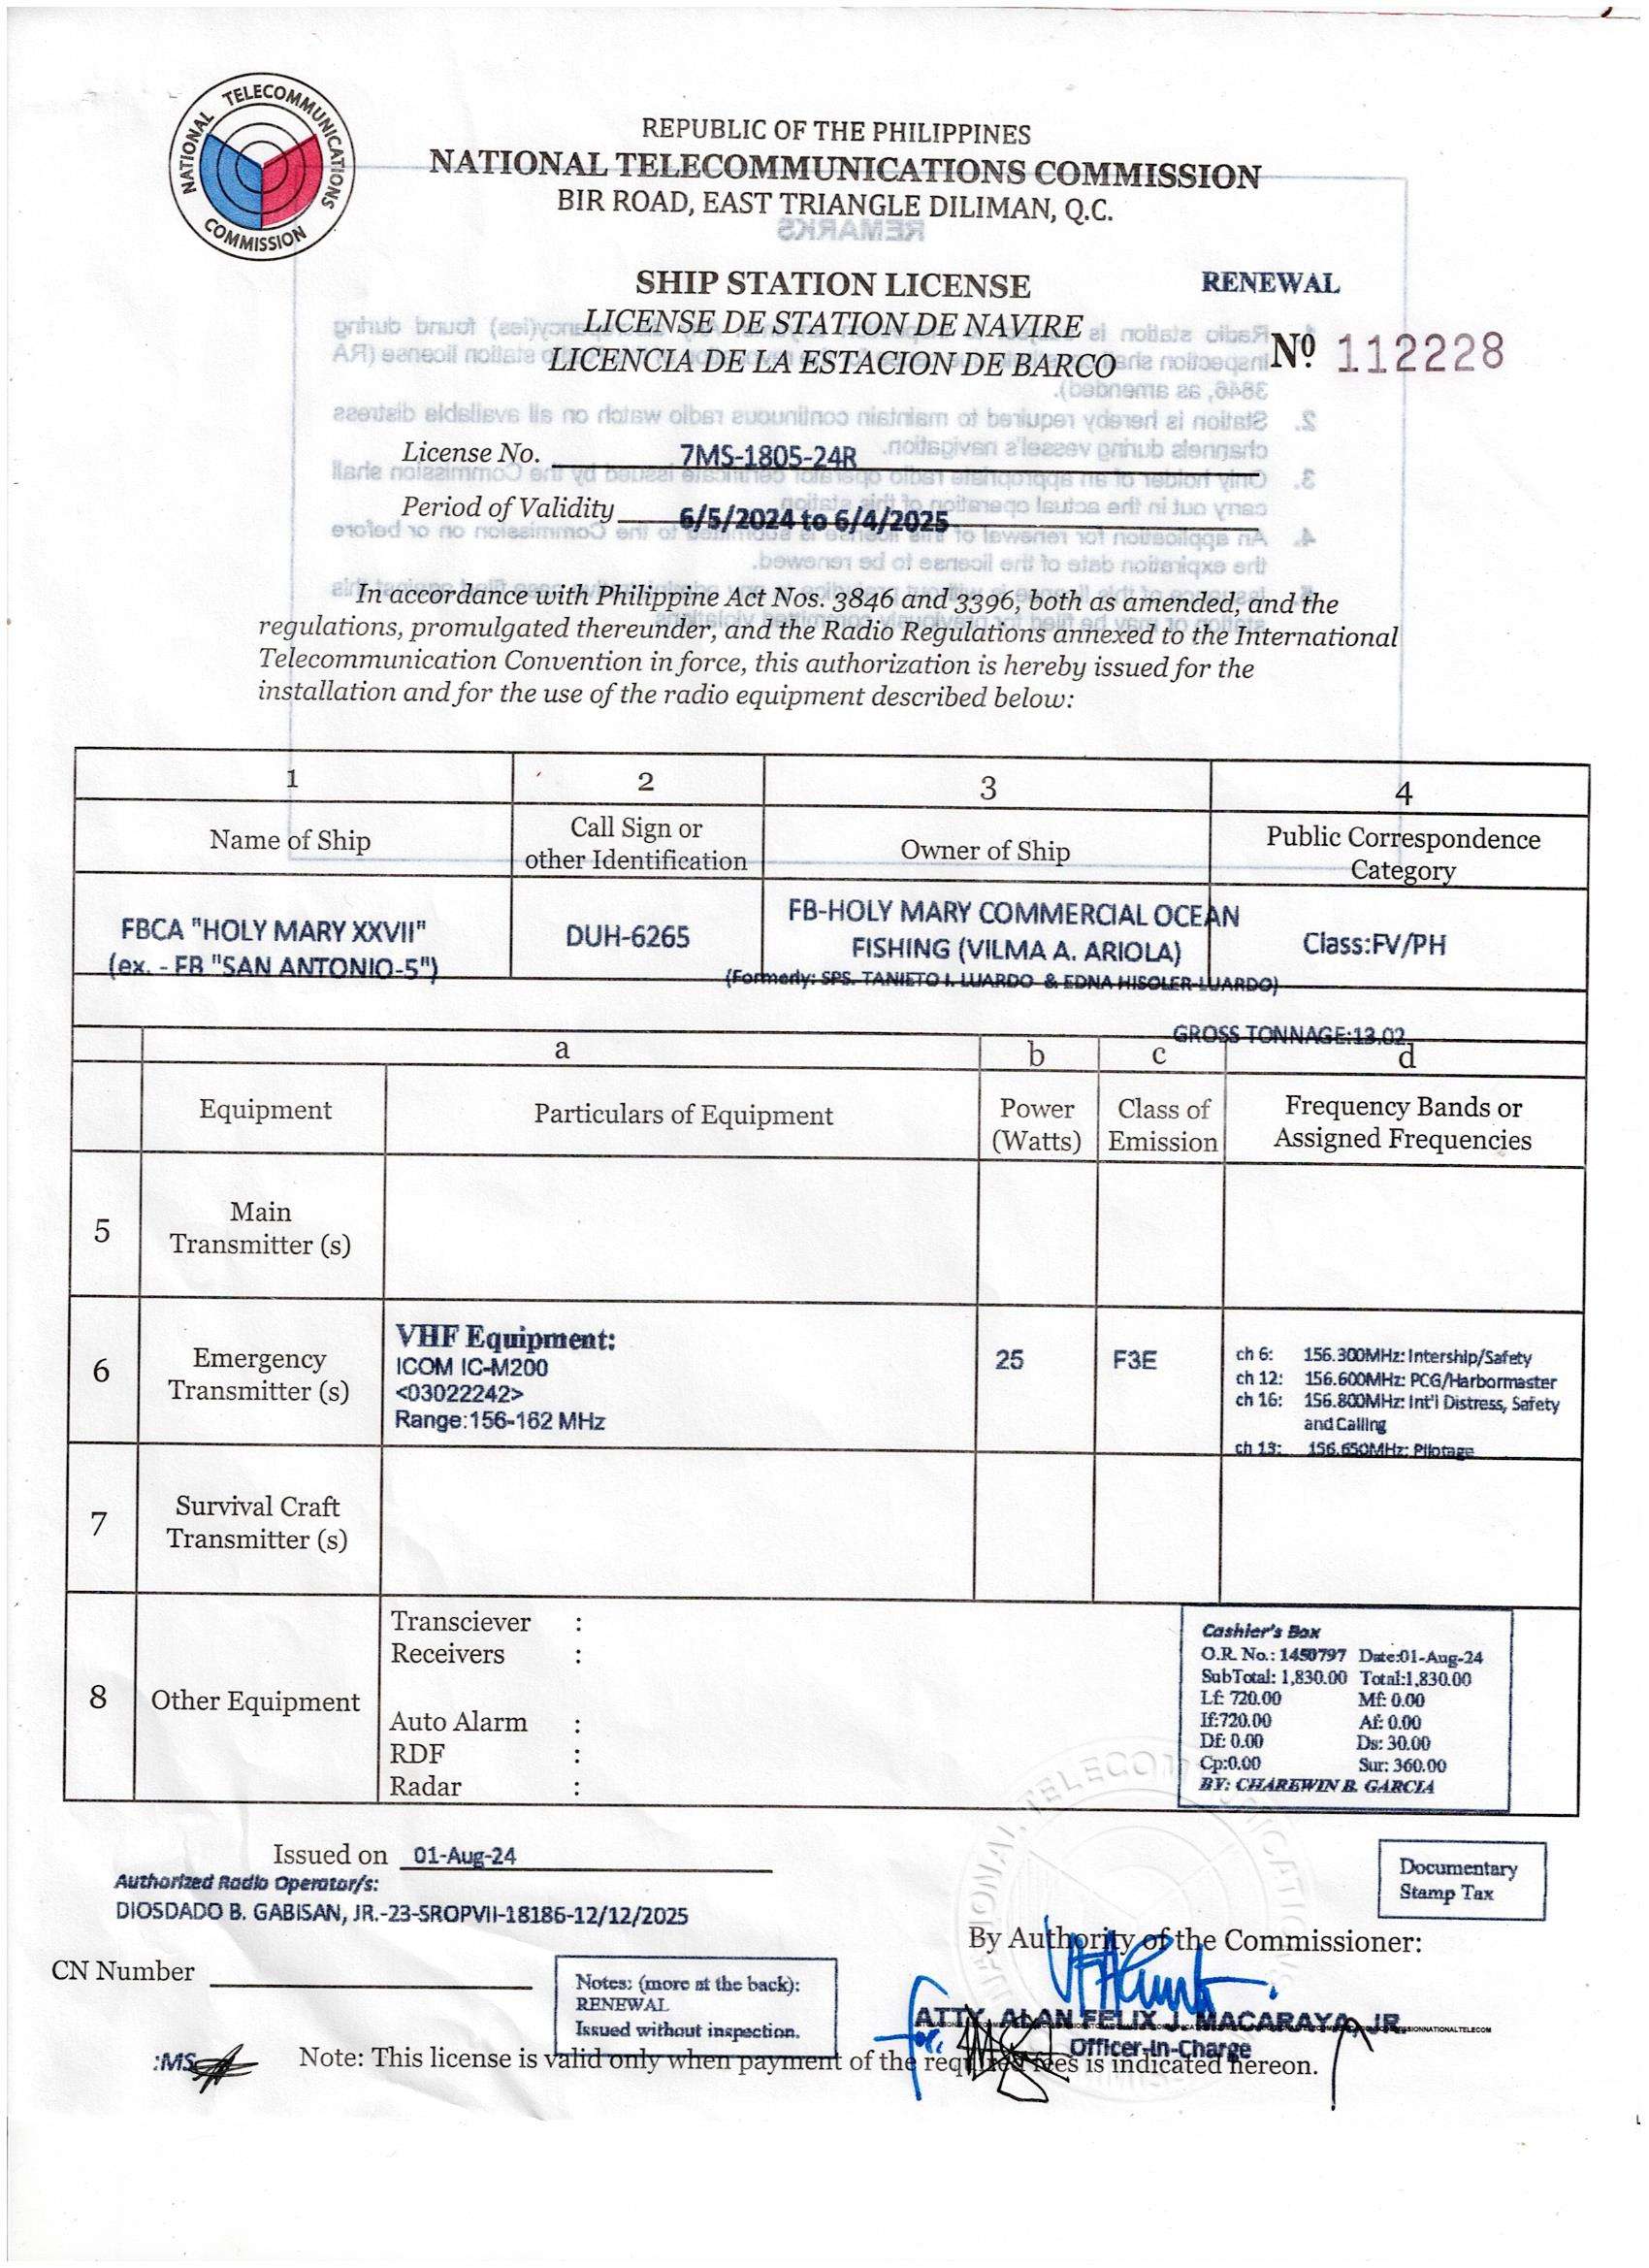 NATIONAL TELECOMMUNICATIONS COMMISSION
REPUBLIC OF THE PHILIPPINES
NATIONAL TELECOMMUNICATIONS COMMISSION
BIR ROAD, EAST TRIANGLE DILIMAN, Q.C.
REMARKS
SHIP STATION LICENSE
RENEWAL
LICENSE DE STATION DE NAVIRE
LICENCIA DE LA ESTACION DE BARCO
Nº 112228
License No. 7MS-1805-24R
Period of Validity 6/5/2024 to 6/4/2025
In accordance with Philippine Act Nos. 3846 and 3396, both as amended, and the
regulations, promulgated thereunder, and the Radio Regulations annexed to the International
Telecommunication Convention in force, this authorization is hereby issued for the
installation and for the use of the radio equipment described below:
1 2 3 4
Name of Ship
Call Sign or
other Identification
Owner of Ship
Public Correspondence
Category
FBCA "HOLY MARY XXVII"
(ex. - FB "SAN ANTONIO-5")
DUH-6265
FB-HOLY MARY COMMERCIAL OCEAN
FISHING (VILMA A. ARIOLA)
(Formerly: SPS. TANIETO I. LUARDO & EDNA HISOLER-LUARDO)
Class:FV/PH
GROSS TONNAGE:13.02
a b c d
Equipment
Particulars of Equipment
Power
(Watts)
Class of
Emission
Frequency Bands or
Assigned Frequencies
5
Main
Transmitter (s)
6
Emergency
Transmitter (s)
VHF Equipment:
ICOM IC-M200
<03022242>
Range:156-162 MHz
25
F3E
ch 6: 156.300MHz: Intership/Safety
ch 12: 156.600MHz: PCG/Harbormaster
ch 16: 156.800MHz: Int'l Distress, Safety
and Calling
ch 13: 156.650MHz: Pilotage
7
Survival Craft
Transmitter (s)
8
Other Equipment
Transciever :
Receivers :
Auto Alarm :
RDF :
Radar :
Cashier's Box
O.R. No.: 1450797 Date:01-Aug-24
SubTotal: 1,830.00 Total:1,830.00
Lf: 720.00 Mf: 0.00
If:720.00 Af: 0.00
Df: 0.00 Ds: 30.00
Cp:0.00 Sur: 360.00
BY: CHAREWIN B. GARCIA
Issued on 01-Aug-24
Authorized Radio Operator/s:
DIOSDADO B. GABISAN, JR.-23-SROPVII-18186-12/12/2025
Documentary
Stamp Tax
By Authority of the Commissioner:
CN Number
Notes: (more at the back):
RENEWAL
Issued without inspection.
for:
ATTY. ALAN FELIX J. MACARAYA, JR
Officer-In-Charge
:MS
Note: This license is valid only when payment of the required fees is indicated hereon.